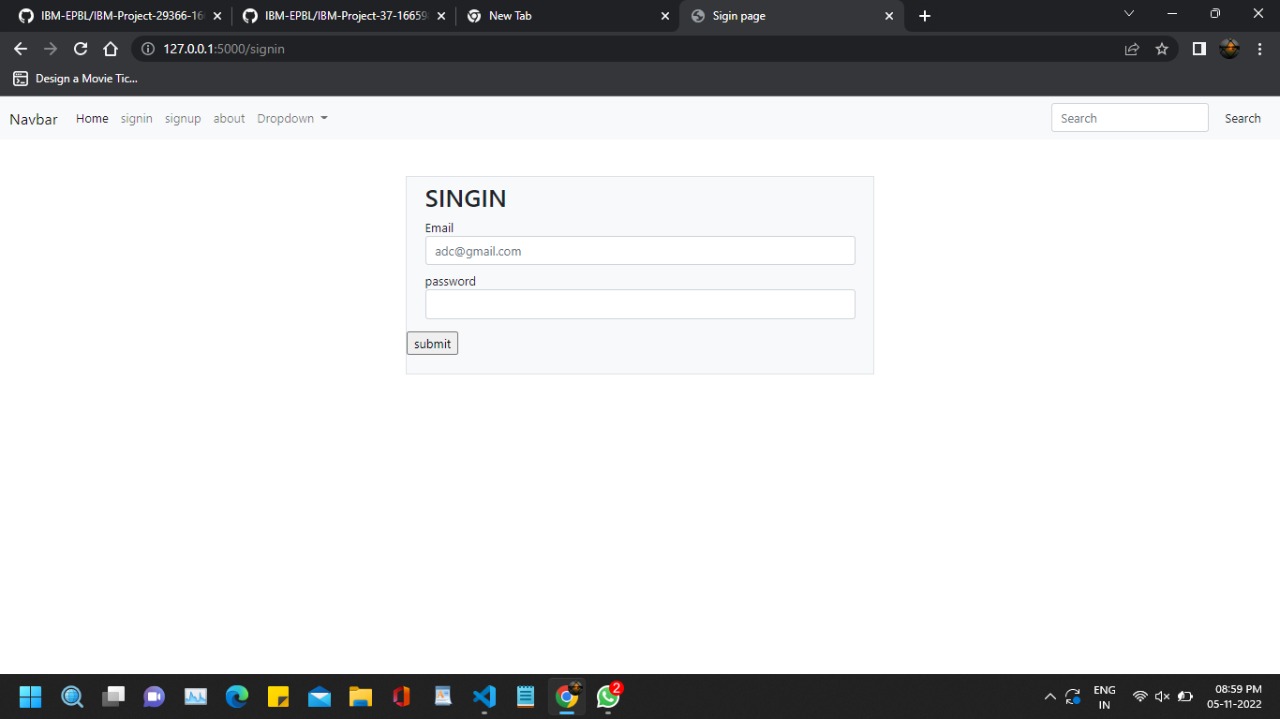 IBM-EPBL/IBM-Project-29366-16
IBM-EPBL/IBM-Project-37-16659
New Tab
Sigin page
127.0.0.1:5000/signin
Design a Movie Tic...
Navbar Home signin signup about Dropdown Search Search
SINGIN
Email
adc@gmail.com
password
submit
2
ENG
IN
08:59 PM
05-11-2022